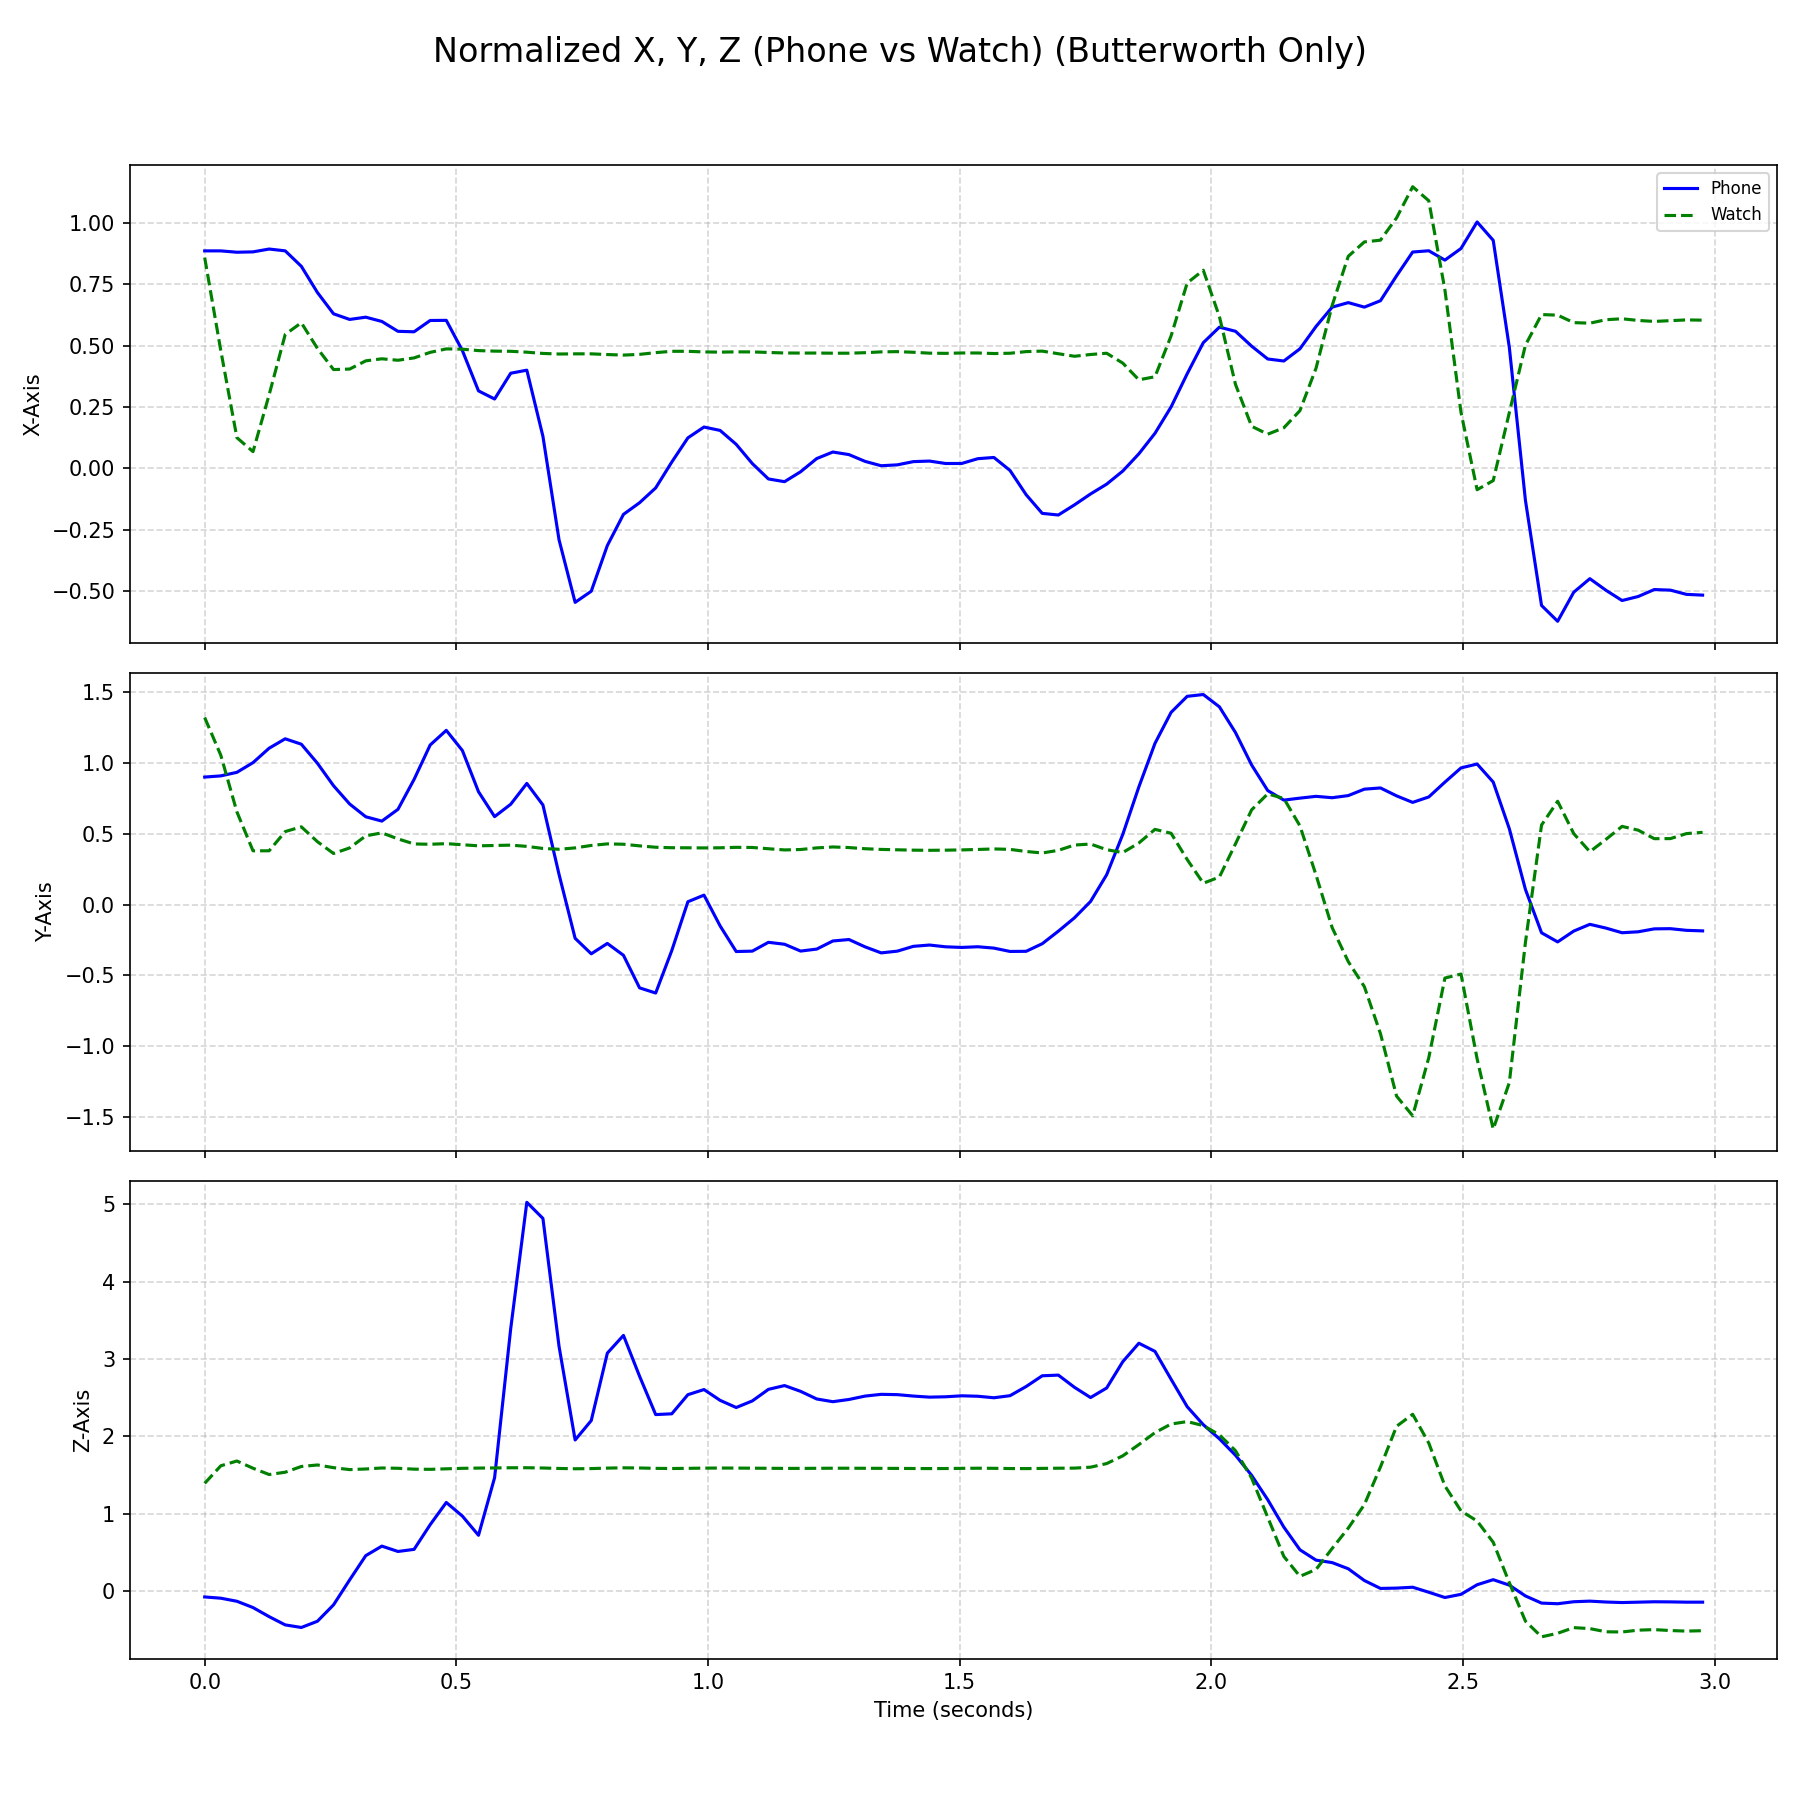 Normalized X, Y, Z (Phone vs Watch) (Butterworth Only)
Phone
Watch
X-Axis
1.00
0.75
0.50
0.25
0.00
−0.25
−0.50
Y-Axis
1.5
1.0
0.5
0.0
−0.5
−1.0
−1.5
Z-Axis
5
4
3
2
1
0
0.0 0.5 1.0 1.5 2.0 2.5 3.0
Time (seconds)